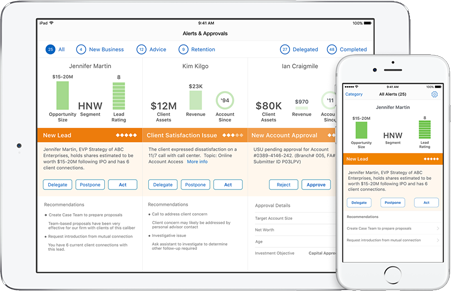 iPad
9:41 AM
Alerts & Approvals
25 All
4 New Business
12 Advice
9 Retention
21 Delegated
48 Completed
Jennifer Martin
$15-20M
Opportunity
Size
HNW
Segment
B
Lead
Rating
New Lead
Jennifer Martin, EVP Strategy of ABC
Enterprises, holds shares estimated to be
worth $15-20M following IPO and has 6
client connections.
Delegate
Postpone
Act
Recommendations
Create Case Team to prepare proposals
Team-based proposals have been very
effective for our firm with clients of this caliber
Request introduction from mutual connection
You have 6 current client connections with
this lead.
Kim Kilgo
$12M
Client
Assets
$23K
Revenue
'94
Account
Since
Client Satisfaction Issue
The client expressed dissatisfaction on a
11/7 call with call center. Topic: Online
Account Access More info
Delegate
Postpone
Act
Recommendations
Call to address client concern
Client concern may likely be addressed by
personal advisor contact
Investigative issue
Ask assistant to investigate to determine
other follow-up required
Ian Craigmile
$80K
Client
Assets
$970
Revenue
'11
Account
Since
New Account Approval
USU pending approval for Account
#0389-4146-242. (Branch# 005, FA#
Submitter ID P03LPV)
Reject
Approve
Approval Details
Target Account Size
Net Worth
Age
Investment Objective
Capital Appre
9:41 AM
100%
Category
All Alerts (25)
Jennifer Martin
$15-20M
Opportunity
Size
HNW
Segment
B
Lead
Rating
New Lead
Jennifer Martin, EVP Strategy of ABC
Enterprises, holds shares estimated to be
worth $15-20M following IPO and has 6
client connections.
Delegate
Postpone
Act
Recommendations
Create Case Team to prepare proposals
Request introduction from mutual connection